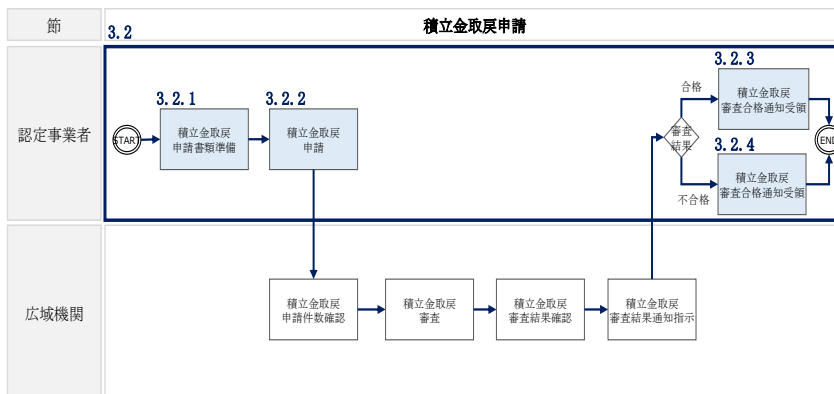 節
3.2
積立金取戻申請
認定事業者
START
3.2.1
積立金取戻
申請書類準備
3.2.2
積立金取戻
申請
審査
結果
合格
不合格
3.2.3
積立金取戻
審査合格通知受領
3.2.4
積立金取戻
審査合格通知受領
END
広域機関
積立金取戻
申請件数確認
積立金取戻
審査
積立金取戻
審査結果確認
積立金取戻
審査結果通知指示